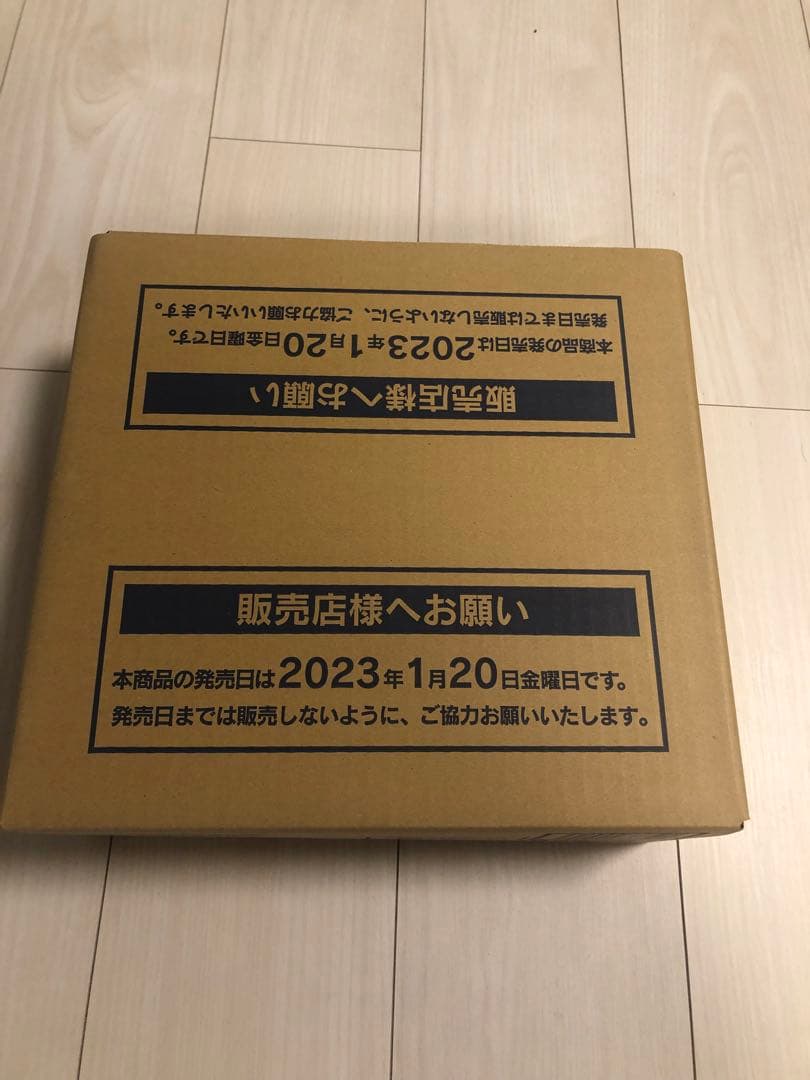 販売店様へお願い
本商品の発売日は2023年1月20日金曜日です。
発売日までは販売しないように、ご協力お願いいたします。
販売店様へお願い
本商品の発売日は2023年1月20日金曜日です。
発売日までは販売しないように、ご協力お願いいたします。